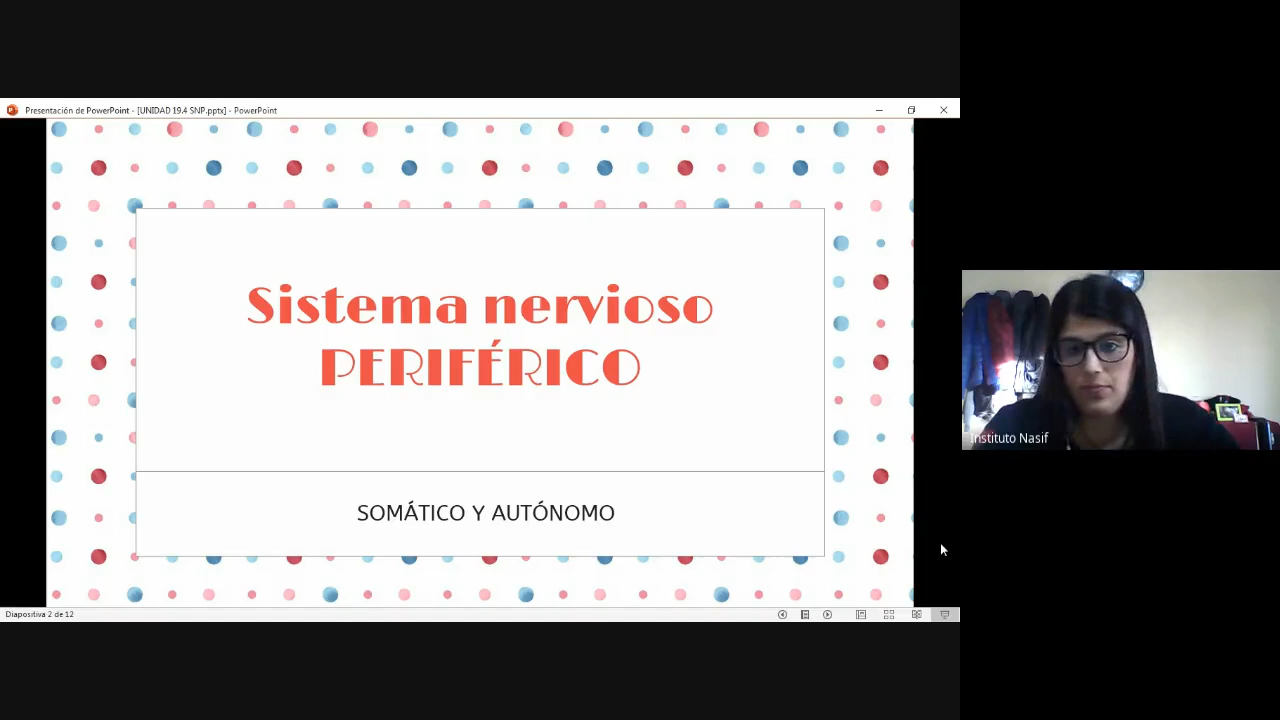 Presentación de PowerPoint - [UNIDAD 19.4 SNP.pptx] - PowerPoint
Sistema nervioso
PERIFÉRICO
SOMÁTICO Y AUTÓNOMO
Instituto Nasif
Diapositiva 2 de 12